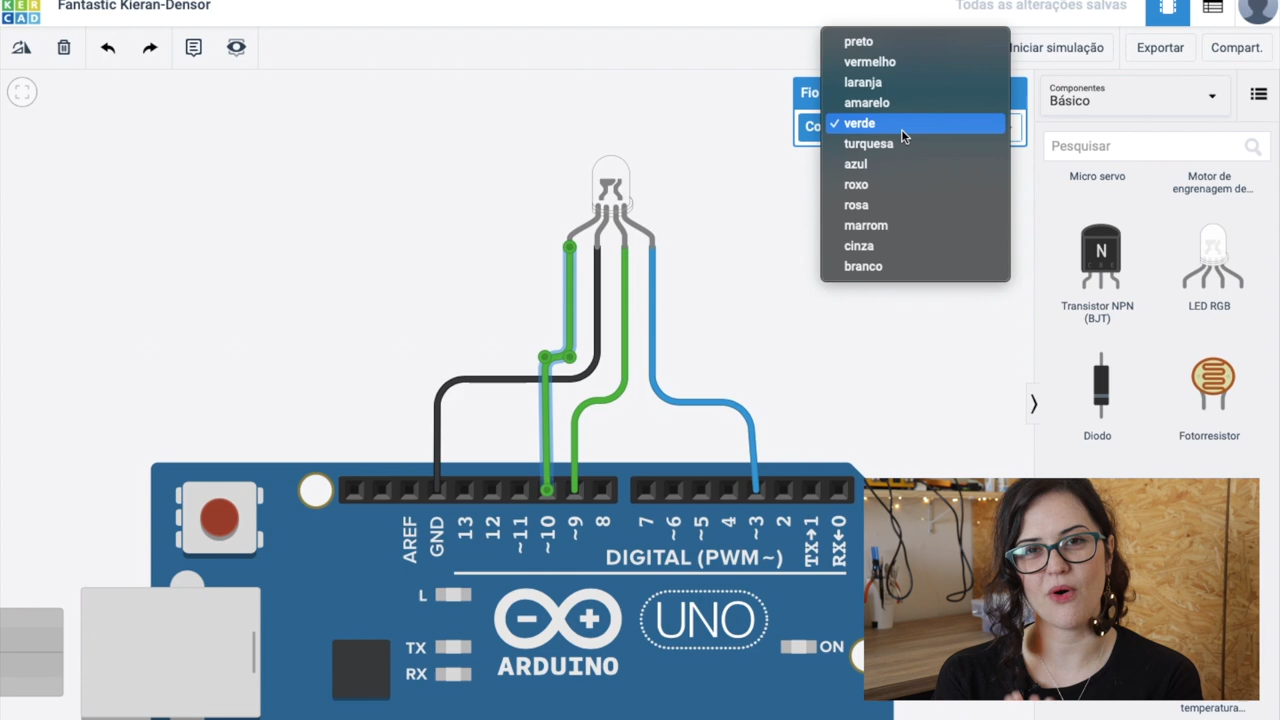 KER
CAD
Fantastic Kieran-Densor
Todas as alterações salvas
Iniciar simulação
Exportar
Compart.
preto
vermelho
laranja
amarelo
✓ verde
turquesa
azul
roxo
rosa
marrom
cinza
branco
Fio
Co
Componentes
Básico
Pesquisar
Micro servo
Motor de
engrenagem de...
N
Transistor NPN
(BJT)
LED RGB
Diodo
Fotorresistor
temperatura...
AREF
GND
13
12
~11
~10
~9
8
7
~6
~5
4
~3
2
TX→1
RX←0
DIGITAL (PWM~)
L
TX
RX
ARDUINO
UNO
ON